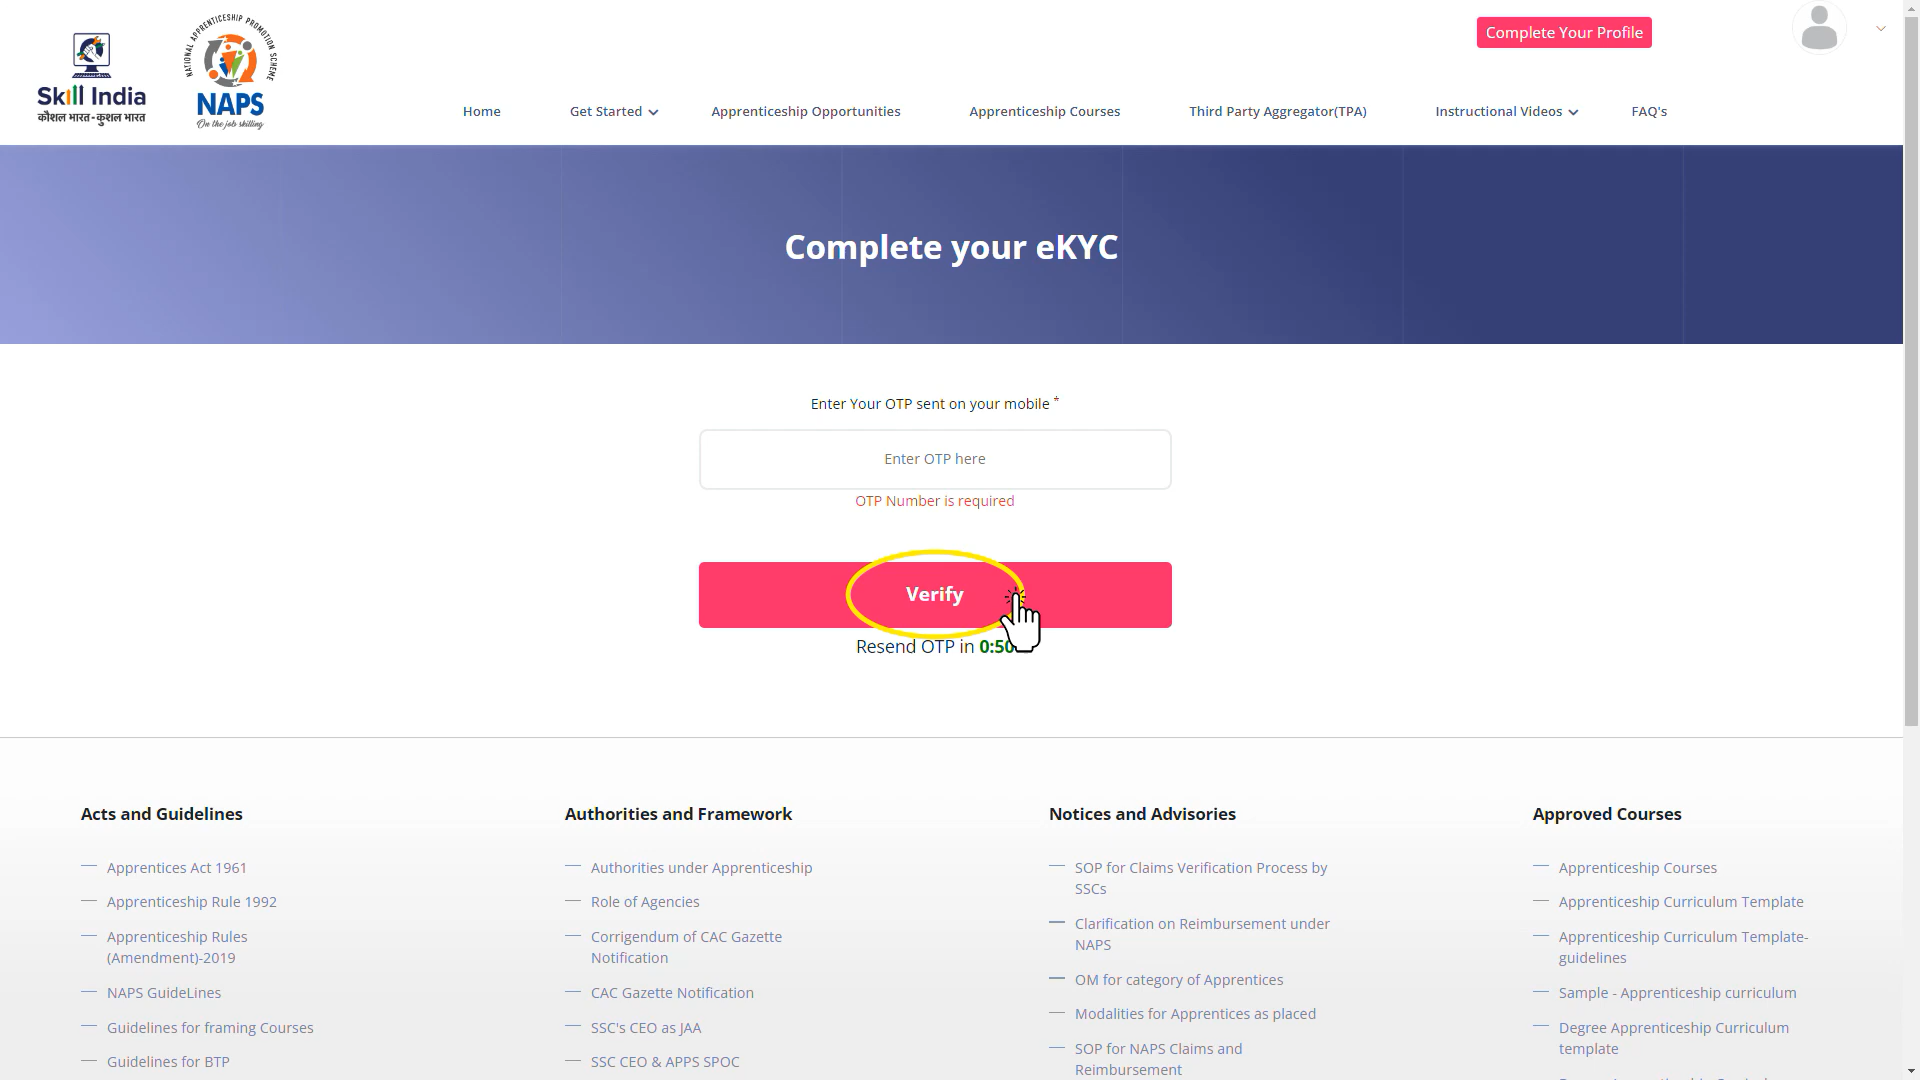 Complete Your Profile
NATIONAL APPRENTICESHIP PROMOTION SCHEME
Skill India
कौशल भारत - कुशल भारत
NAPS
On the job skilling
Home
Get Started
Apprenticeship Opportunities
Apprenticeship Courses
Third Party Aggregator(TPA)
Instructional Videos
FAQ's
Complete your eKYC
Enter Your OTP sent on your mobile *
Enter OTP here
OTP Number is required
Verify
Resend OTP in 0:50
Acts and Guidelines
Apprentices Act 1961
Apprenticeship Rule 1992
Apprenticeship Rules
(Amendment)-2019
NAPS GuideLines
Guidelines for framing Courses
Guidelines for BTP
Authorities and Framework
Authorities under Apprenticeship
Role of Agencies
Corrigendum of CAC Gazette
Notification
CAC Gazette Notification
SSC's CEO as JAA
SSC CEO & APPS SPOC
Notices and Advisories
SOP for Claims Verification Process by
SSCs
Clarification on Reimbursement under
NAPS
OM for category of Apprentices
Modalities for Apprentices as placed
SOP for NAPS Claims and
Reimbursement
Approved Courses
Apprenticeship Courses
Apprenticeship Curriculum Template
Apprenticeship Curriculum Template-
guidelines
Sample - Apprenticeship curriculum
Degree Apprenticeship Curriculum
template